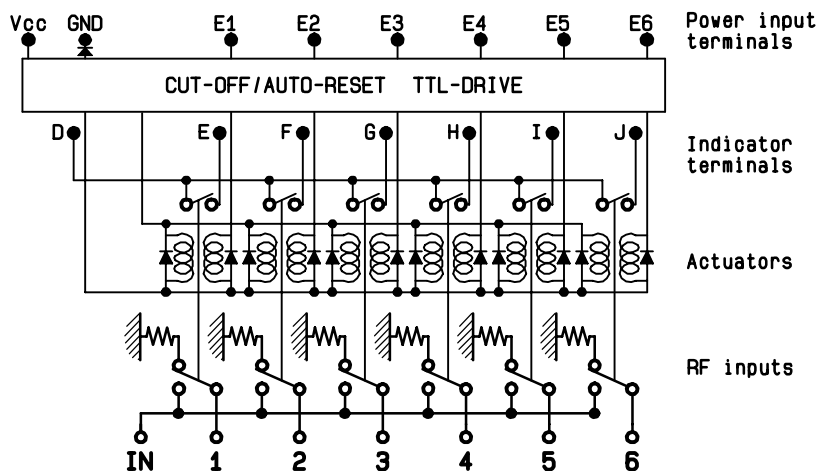 Vcc GND E1 E2 E3 E4 E5 E6 Power input
terminals
CUT-OFF/AUTO-RESET TTL-DRIVE
D E F G H I J Indicator
terminals
Actuators
RF inputs
IN 1 2 3 4 5 6